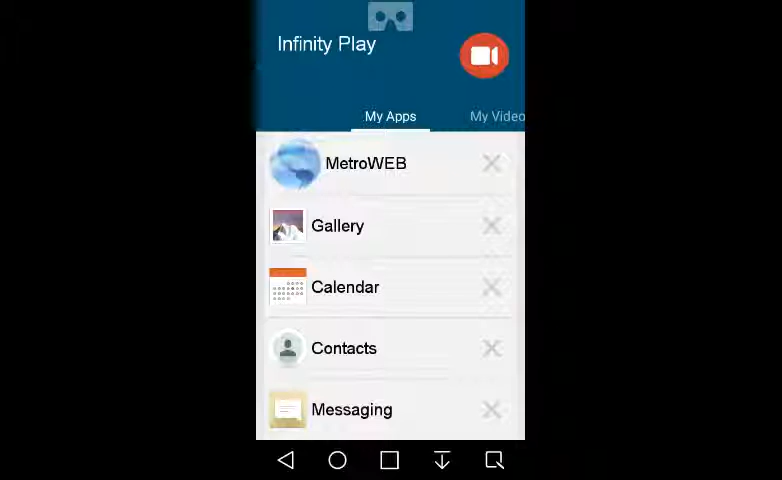 Infinity Play
My Apps
My Video
MetroWEB
Gallery
Calendar
Contacts
Messaging